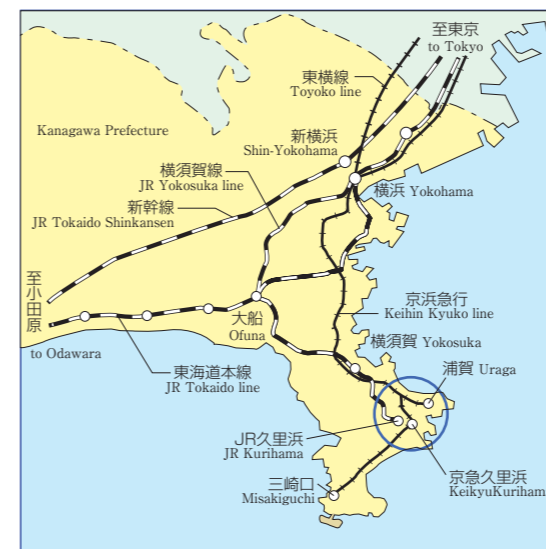 至東京
to Tokyo
東横線
Toyoko line
Kanagawa Prefecture
新横浜
Shin-Yokohama
横須賀線
JR Yokosuka line
横浜 Yokohama
新幹線
JR Tokaido Shinkansen
至小田原
to Odawara
大船
Ofuna
京浜急行
Keihin Kyuko line
横須賀 Yokosuka
浦賀 Uraga
東海道本線
JR Tokaido line
JR久里浜
JR Kurihama
京急久里浜
KeikyuKuriham
三崎口
Misakiguchi